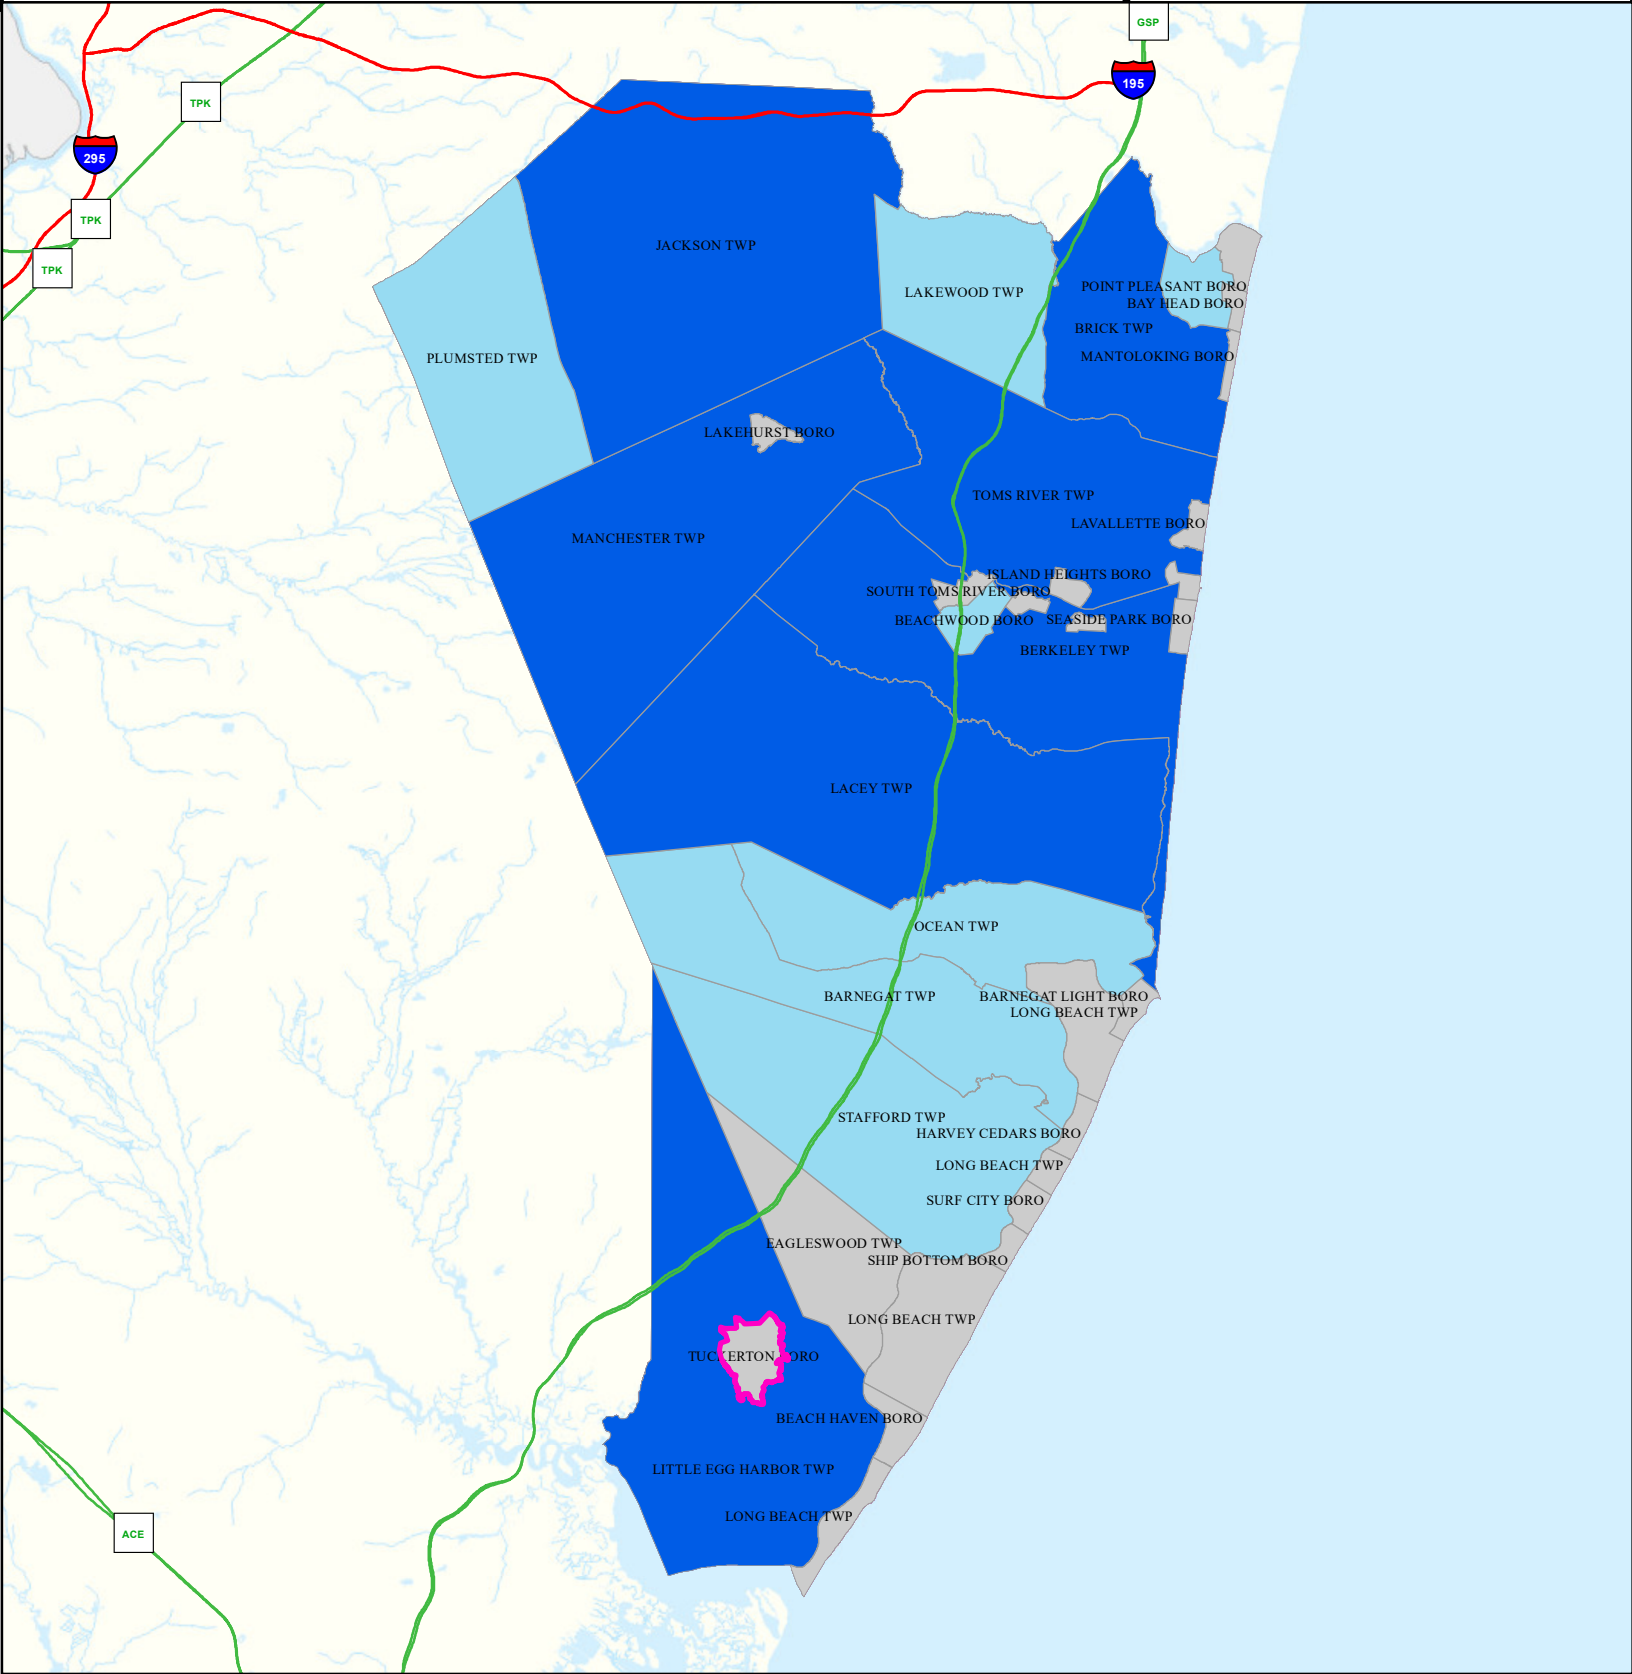 GSP
195
TPK
295
TPK
TPK
JACKSON TWP
LAKEWOOD TWP
POINT PLEASANT BORO
BAY HEAD BORO
BRICK TWP
MANTOLOKING BORO
PLUMSTED TWP
LAKEHURST BORO
TOMS RIVER TWP
LAVALLETTE BORO
MANCHESTER TWP
ISLAND HEIGHTS BORO
SOUTH TOMS RIVER BORO
BEACHWOOD BORO
SEASIDE PARK BORO
BERKELEY TWP
LACEY TWP
OCEAN TWP
BARNEGAT TWP
BARNEGAT LIGHT BORO
LONG BEACH TWP
STAFFORD TWP
HARVEY CEDARS BORO
LONG BEACH TWP
SURF CITY BORO
EAGLESWOOD TWP
SHIP BOTTOM BORO
LONG BEACH TWP
TUCKERTON BORO
BEACH HAVEN BORO
LITTLE EGG HARBOR TWP
LONG BEACH TWP
ACE